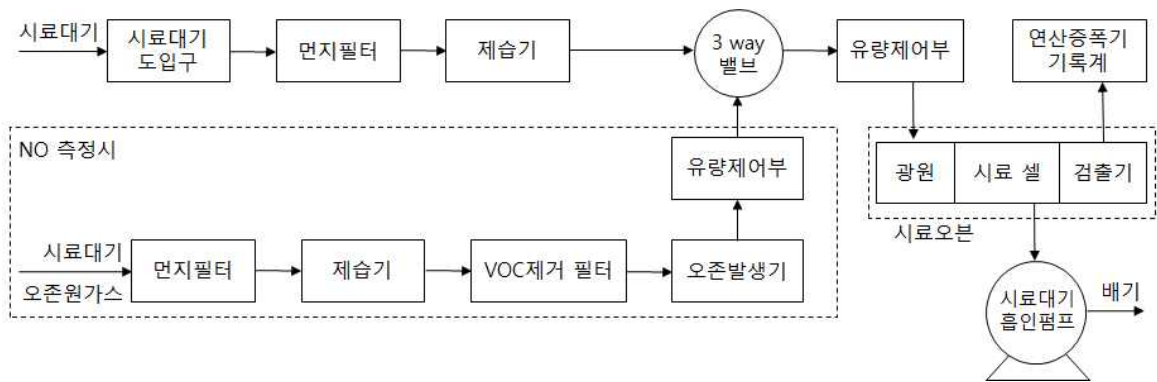 시료대기
시료대기
도입구
먼지필터
제습기
3 way
밸브
유량제어부
연산증폭기
기록계
NO 측정시
유량제어부
광원
시료 셀
검출기
시료오븐
시료대기
오존원가스
먼지필터
제습기
VOC제거 필터
오존발생기
시료대기
흡인펌프
배기